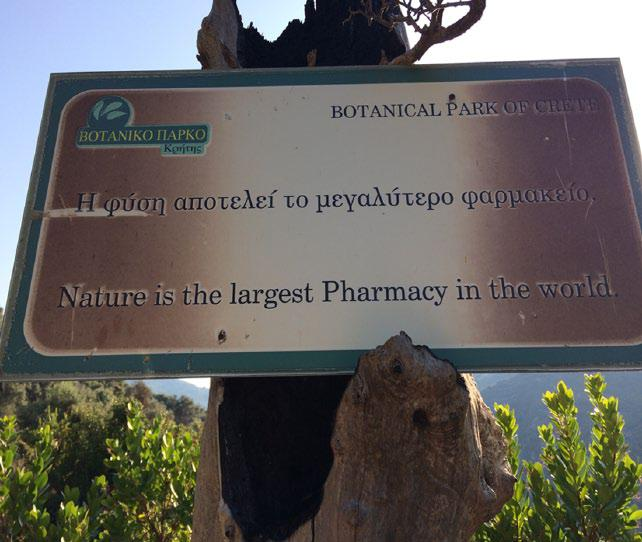 ΒΟΤΑΝΙΚΟ ΠΑΡΚΟ
Κρήτης
BOTANICAL PARK OF CRETE
Η φύση αποτελεί το μεγαλύτερο φαρμακείο.
Nature is the largest Pharmacy in the world.